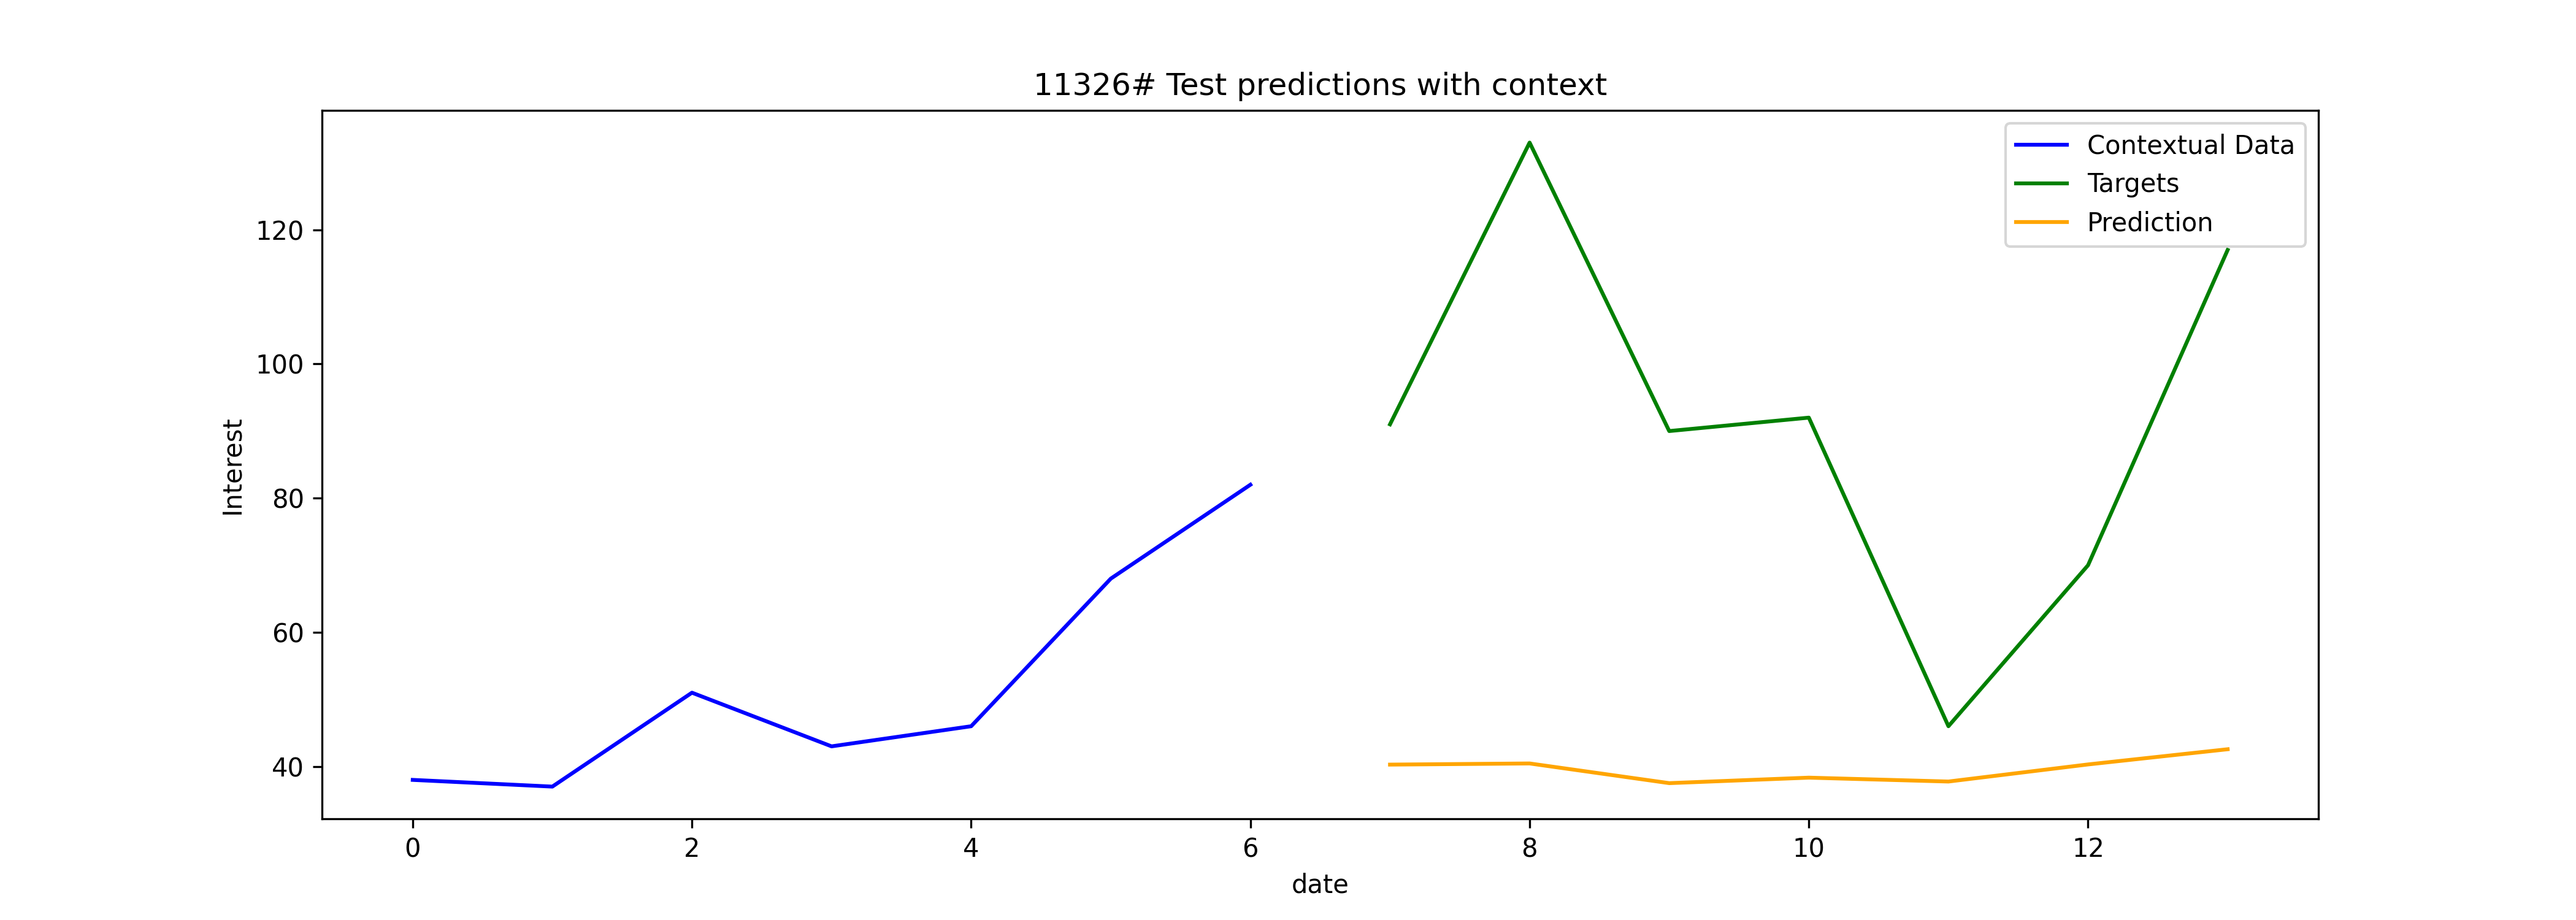 11326# Test predictions with context
Contextual Data
Targets
Prediction
Interest
120
100
80
60
40
0 2 4 6 8 10 12
date